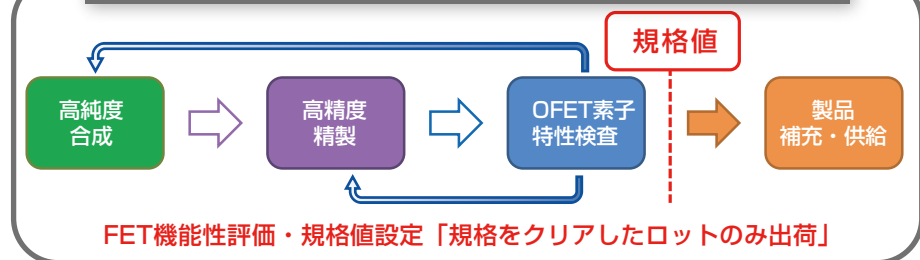 規格値
高純度
合成
高精度
精製
OFET素子
特性検査
製品
補充・供給
FET機能性評価・規格値設定「規格をクリアしたロットのみ出荷」